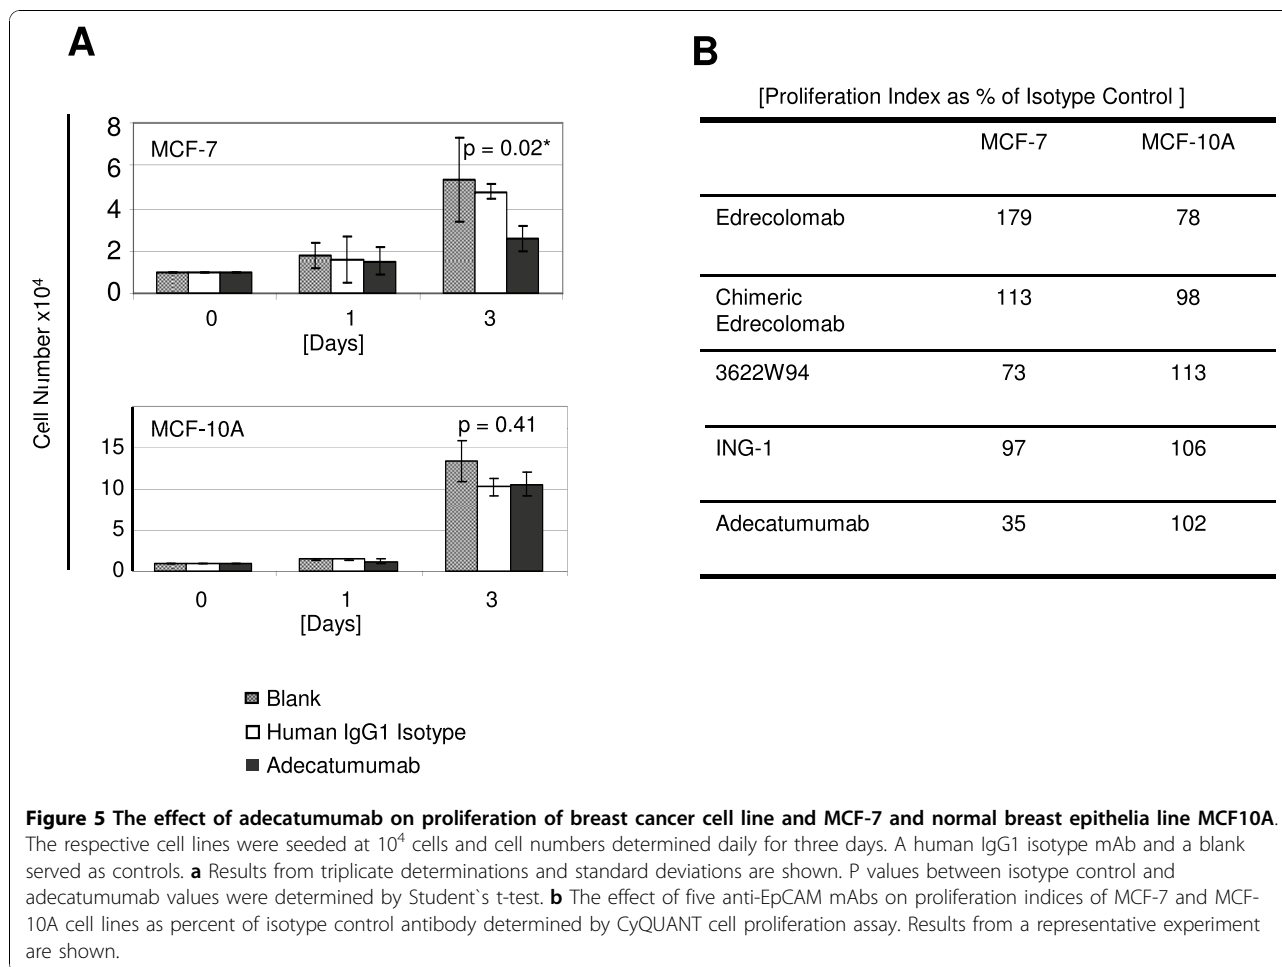 A
8
6
4
2
0
MCF-7
p = 0.02*
0 1 3
[Days]
Cell Number x10⁴
15
10
5
0
MCF-10A
p = 0.41
0 1 3
[Days]
Blank
Human IgG1 Isotype
Adecatumumab
B
[Proliferation Index as % of Isotype Control ]
MCF-7 MCF-10A
Edrecolomab 179 78
Chimeric
Edrecolomab 113 98
3622W94 73 113
ING-1 97 106
Adecatumumab 35 102
Figure 5 The effect of adecatumumab on proliferation of breast cancer cell line and MCF-7 and normal breast epithelia line MCF10A.
The respective cell lines were seeded at 10⁴ cells and cell numbers determined daily for three days. A human IgG1 isotype mAb and a blank
served as controls. a Results from triplicate determinations and standard deviations are shown. P values between isotype control and
adecatumumab values were determined by Student`s t-test. b The effect of five anti-EpCAM mAbs on proliferation indices of MCF-7 and MCF-
10A cell lines as percent of isotype control antibody determined by CyQUANT cell proliferation assay. Results from a representative experiment
are shown.